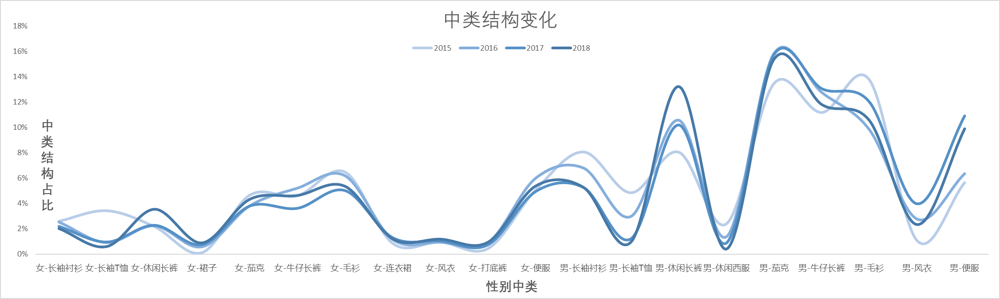 中类结构变化
2015 2016 2017 2018
18%
16%
14%
12%
10%
8%
6%
4%
2%
0%
中类结构占比
女-长袖衬衫 女-长袖T恤 女-休闲长裤 女-裙子 女-茄克 女-牛仔长裤 女-毛衫 女-连衣裙 女-风衣 女-打底裤 女-便服 男-长袖衬衫 男-长袖T恤 男-休闲长裤 男-休闲西服 男-茄克 男-牛仔长裤 男-毛衫 男-风衣 男-便服
性别中类